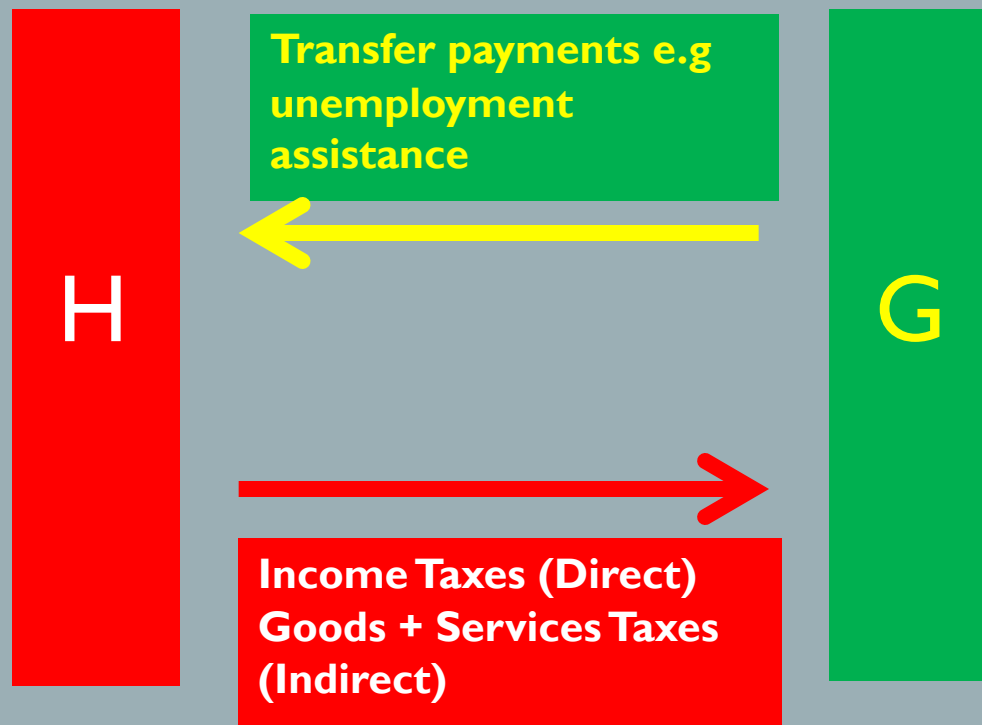 Transfer payments e.g
unemployment
assistance
H
G
Income Taxes (Direct)
Goods + Services Taxes
(Indirect)